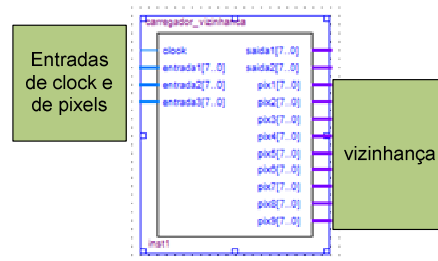 Entradas
de clock e
de pixels
carregador_vizinhanca
clock
entrada1[7..0]
entrada2[7..0]
entrada3[7..0]
saida1[7..0]
saida2[7..0]
pix1[7..0]
pix2[7..0]
pix3[7..0]
pix4[7..0]
pix5[7..0]
pix6[7..0]
pix7[7..0]
pix8[7..0]
pix9[7..0]
inst1
vizinhança